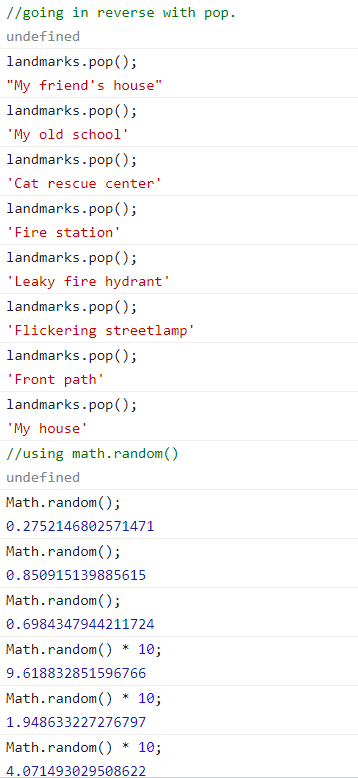 //going in reverse with pop.
undefined
landmarks.pop();
"My friend's house"
landmarks.pop();
'My old school'
landmarks.pop();
'Cat rescue center'
landmarks.pop();
'Fire station'
landmarks.pop();
'Leaky fire hydrant'
landmarks.pop();
'Flickering streetlamp'
landmarks.pop();
'Front path'
landmarks.pop();
'My house'
//using math.random()
undefined
Math.random();
0.2752146802571471
Math.random();
0.850915139885615
Math.random();
0.6984347944211724
Math.random() * 10;
9.618832851596766
Math.random() * 10;
1.948633227276797
Math.random() * 10;
4.071493029508622